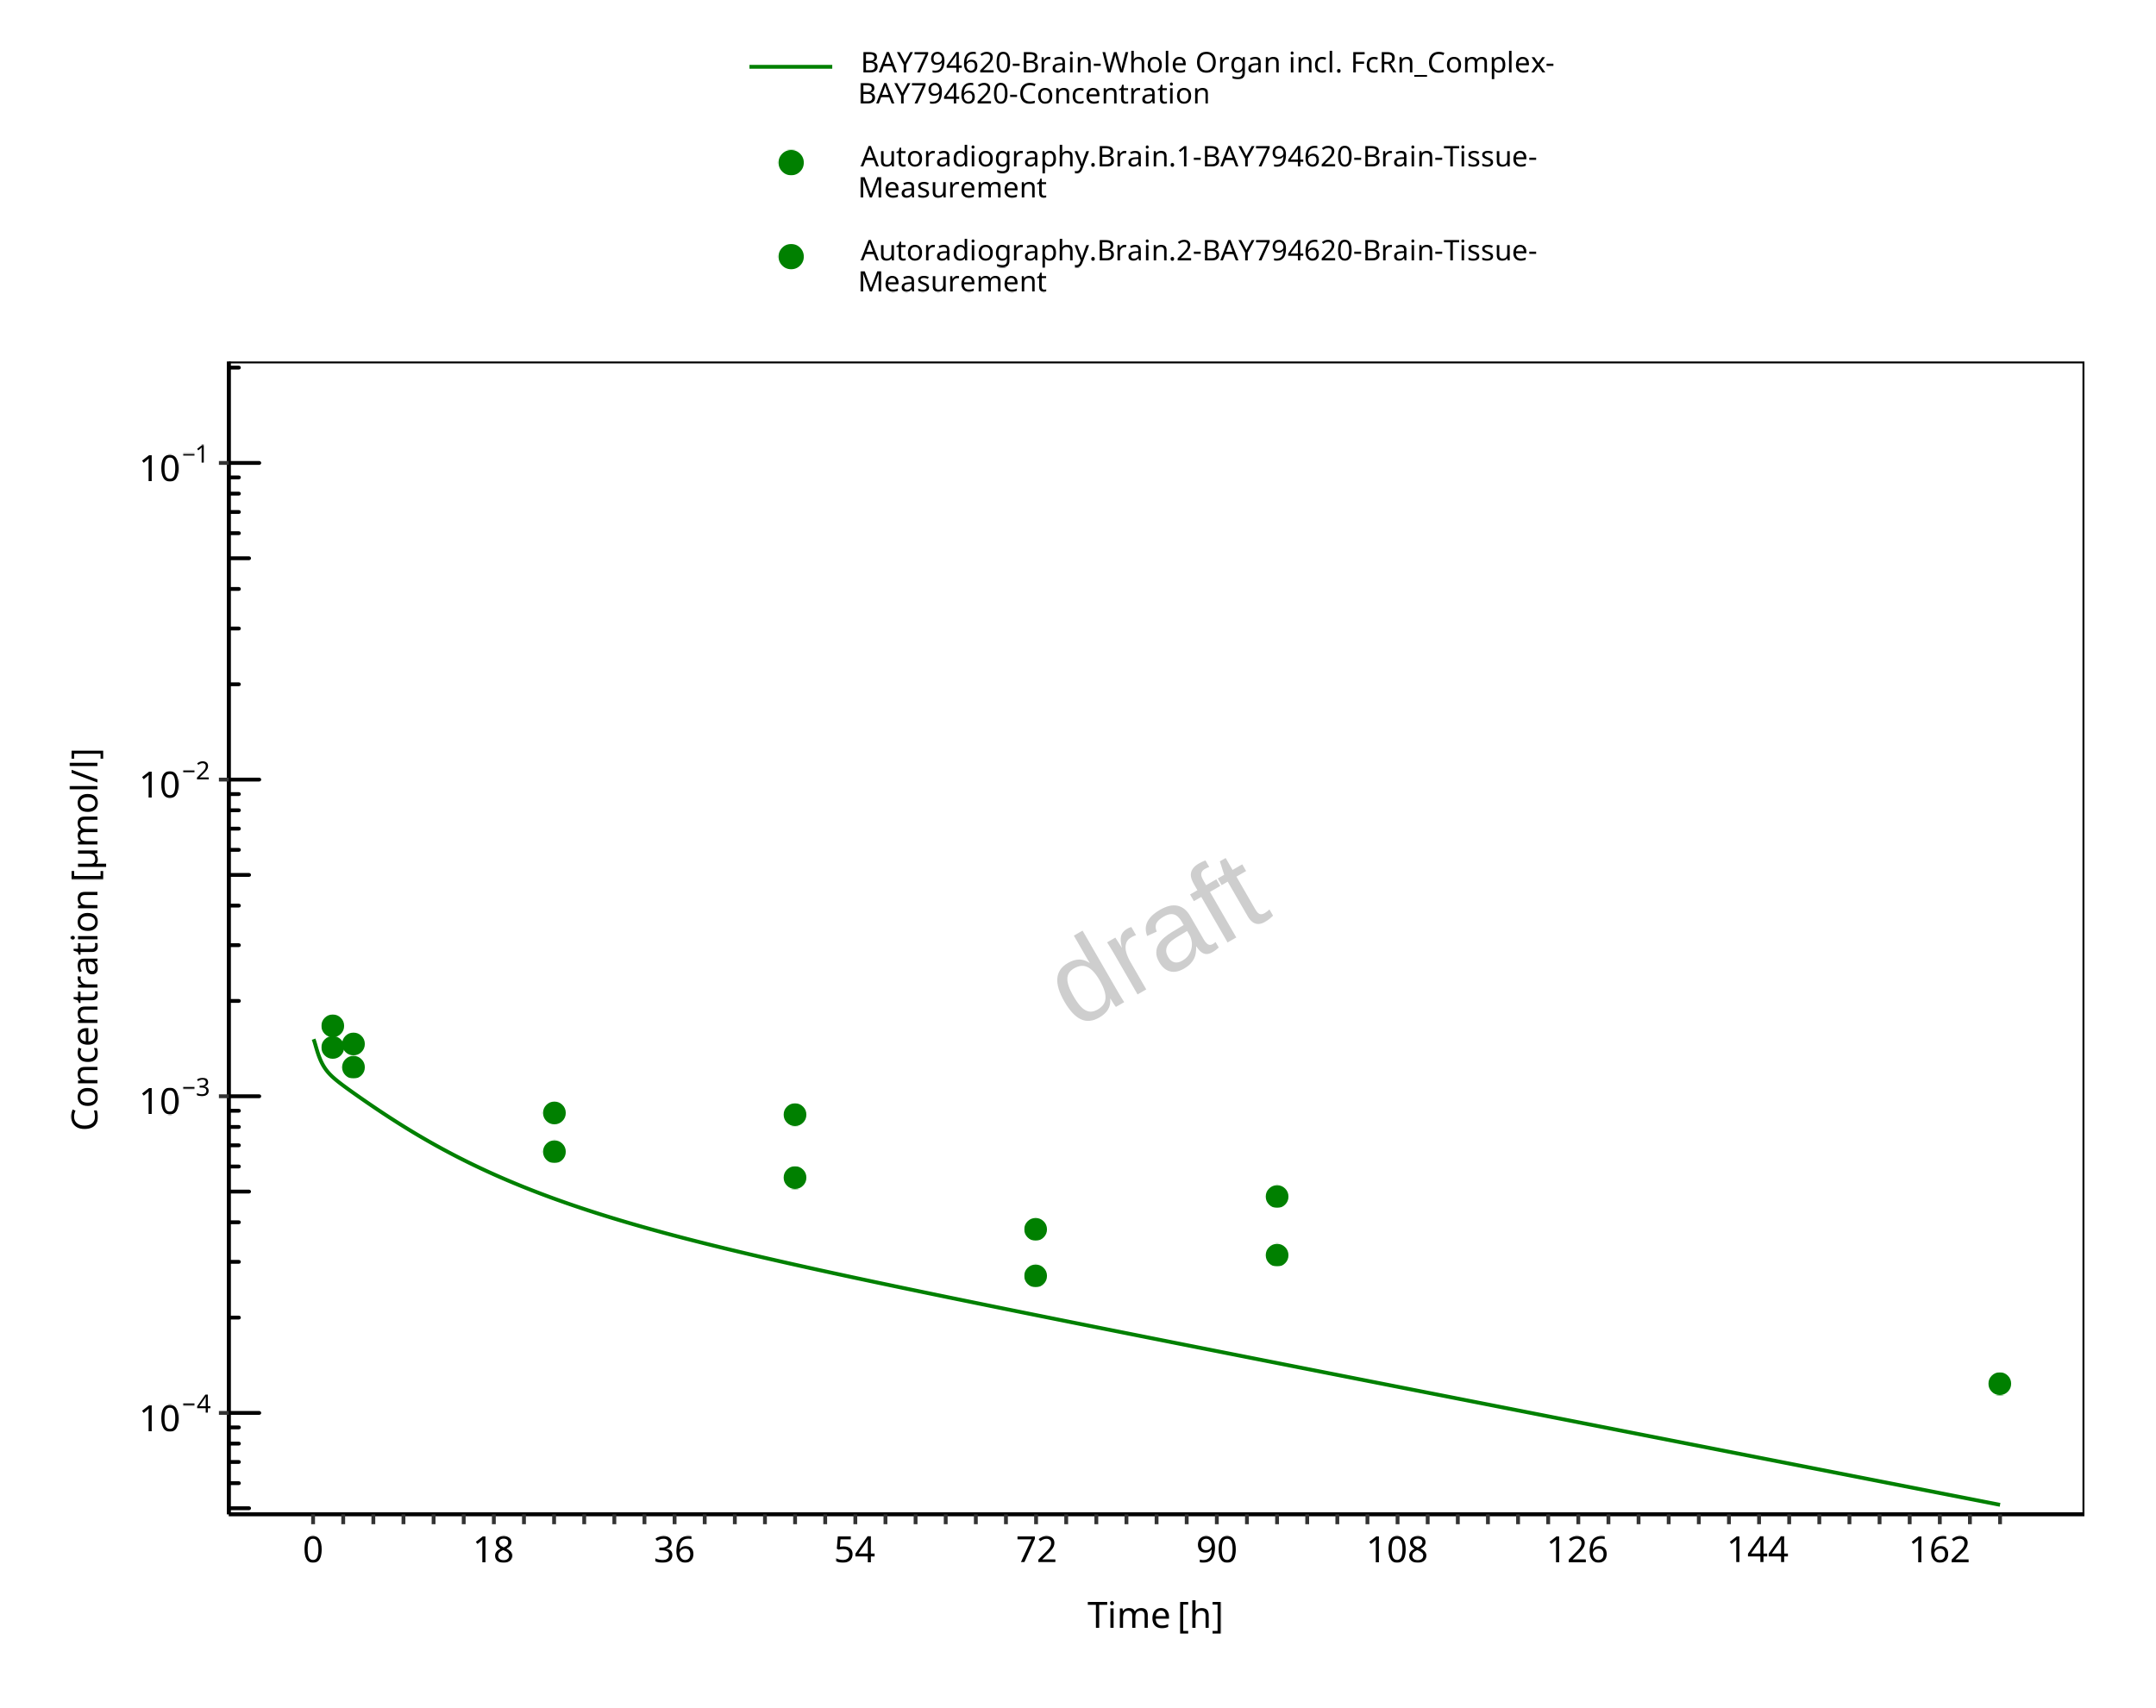 BAY794620-Brain-Whole Organ incl. FcRn_Complex-
BAY794620-Concentration
Autoradiography.Brain.1-BAY794620-Brain-Tissue-
Measurement
Autoradiography.Brain.2-BAY794620-Brain-Tissue-
Measurement
10⁻¹
10⁻²
10⁻³
10⁻⁴
Concentration [µmol/l]
draft
0 18 36 54 72 90 108 126 144 162
Time [h]